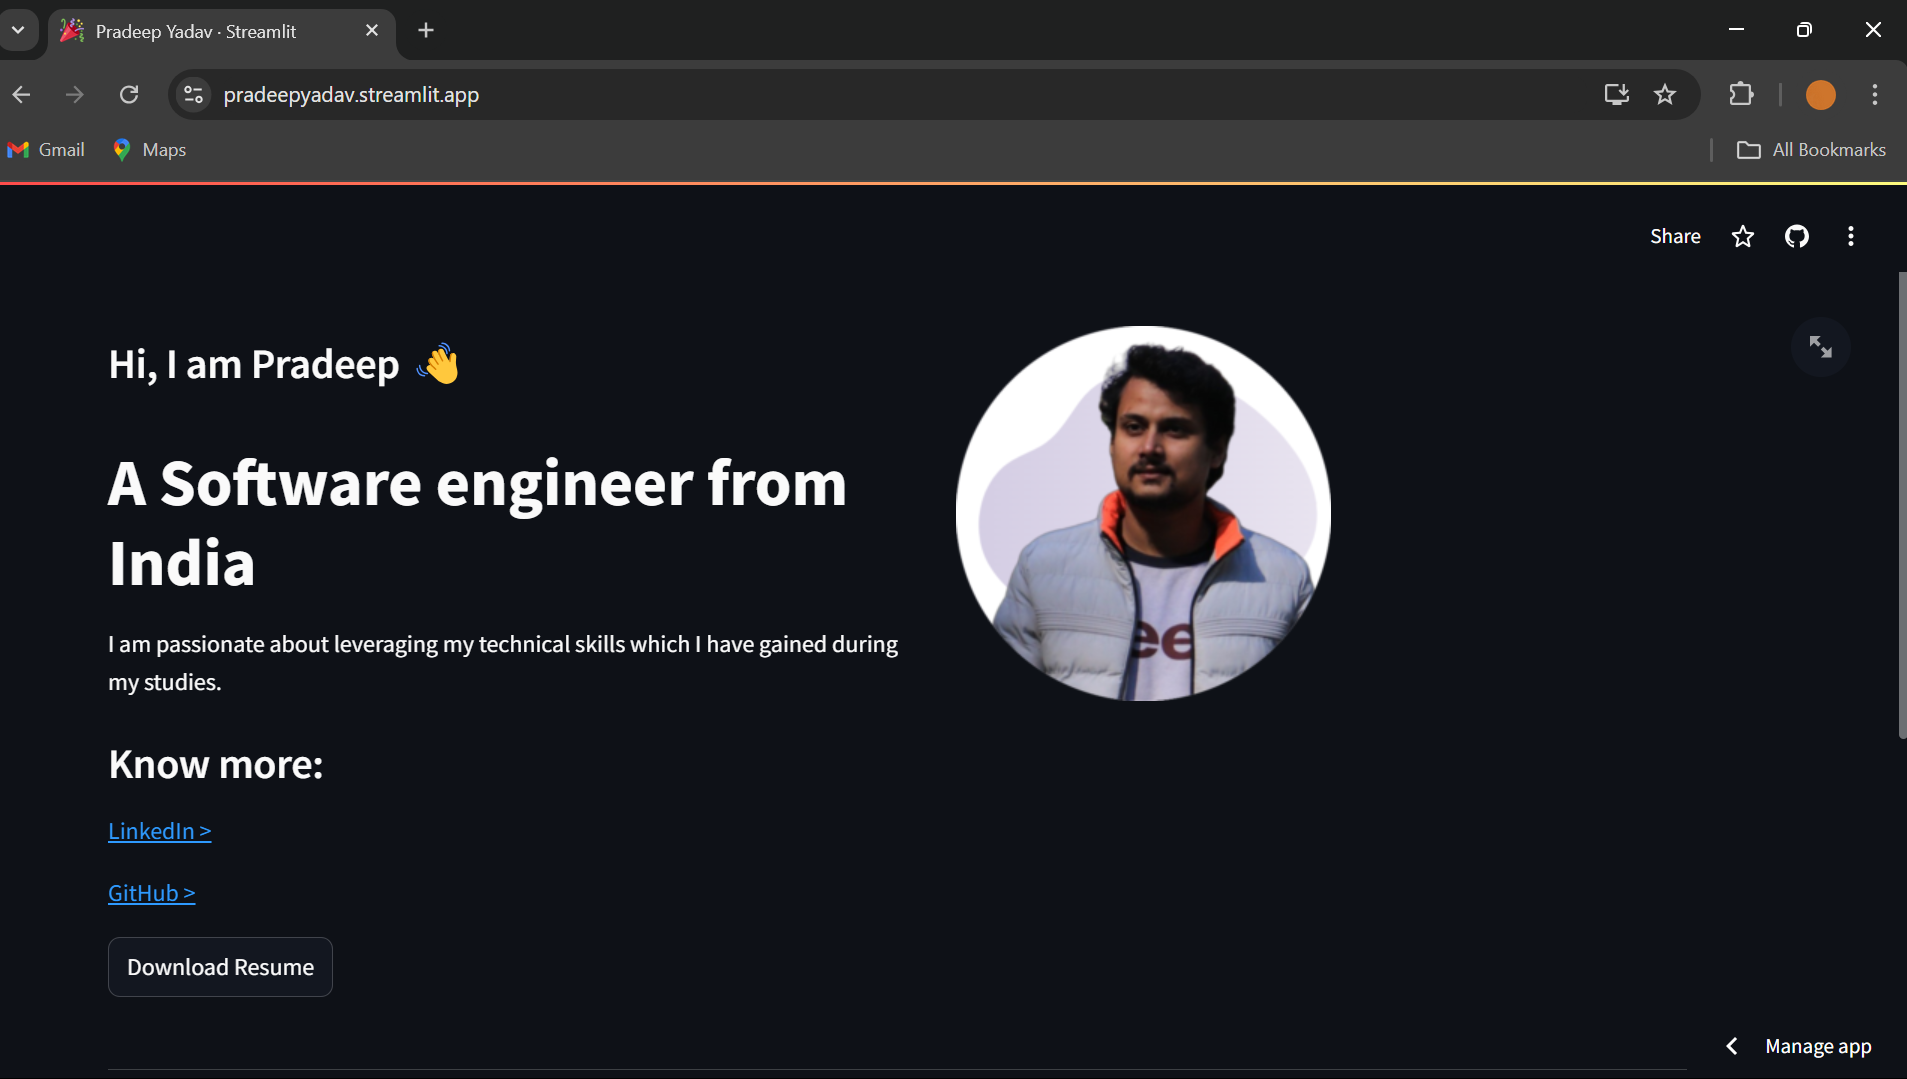 Pradeep Yadav · Streamlit
pradeepyadav.streamlit.app
Gmail
Maps
All Bookmarks
Share
Hi, I am Pradeep 👋
A Software engineer from
India
I am passionate about leveraging my technical skills which I have gained during
my studies.
ee
Know more:
LinkedIn >
GitHub >
Download Resume
Manage app